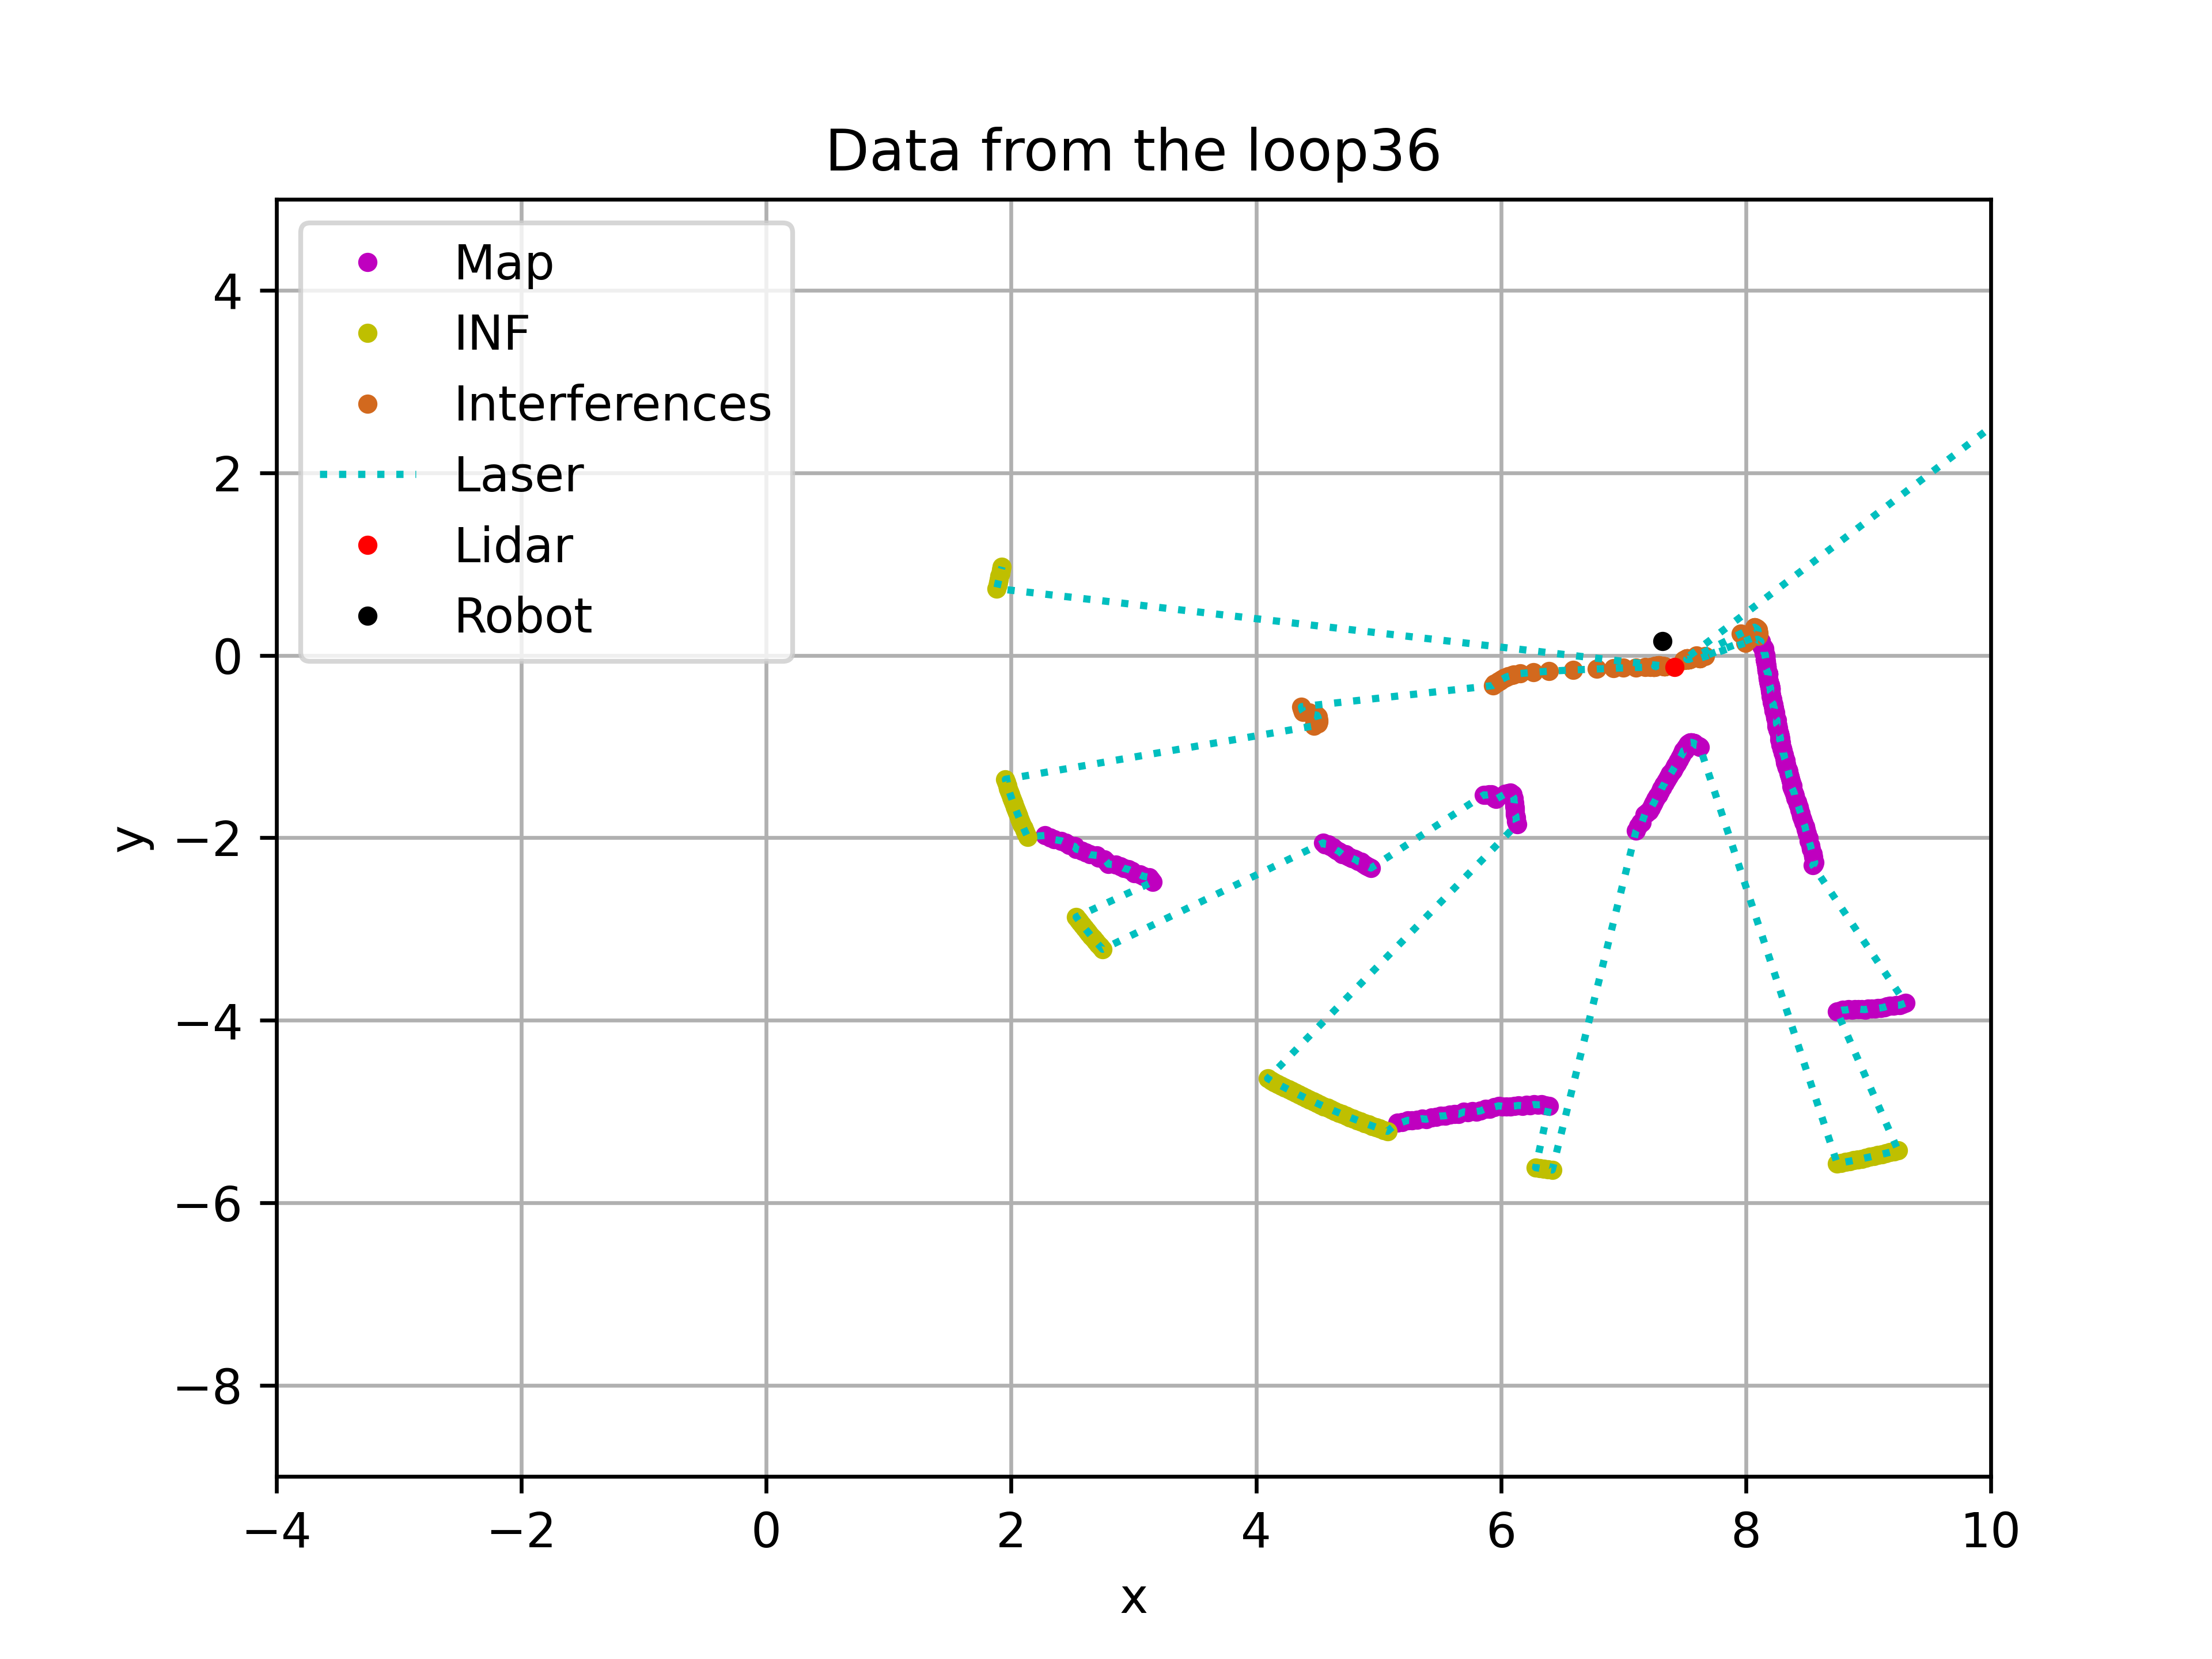 Data from the loop36
Map
INF
Interferences
Laser
Lidar
Robot
4
2
0
−2
−4
−6
−8
y
−4 −2 0 2 4 6 8 10
x